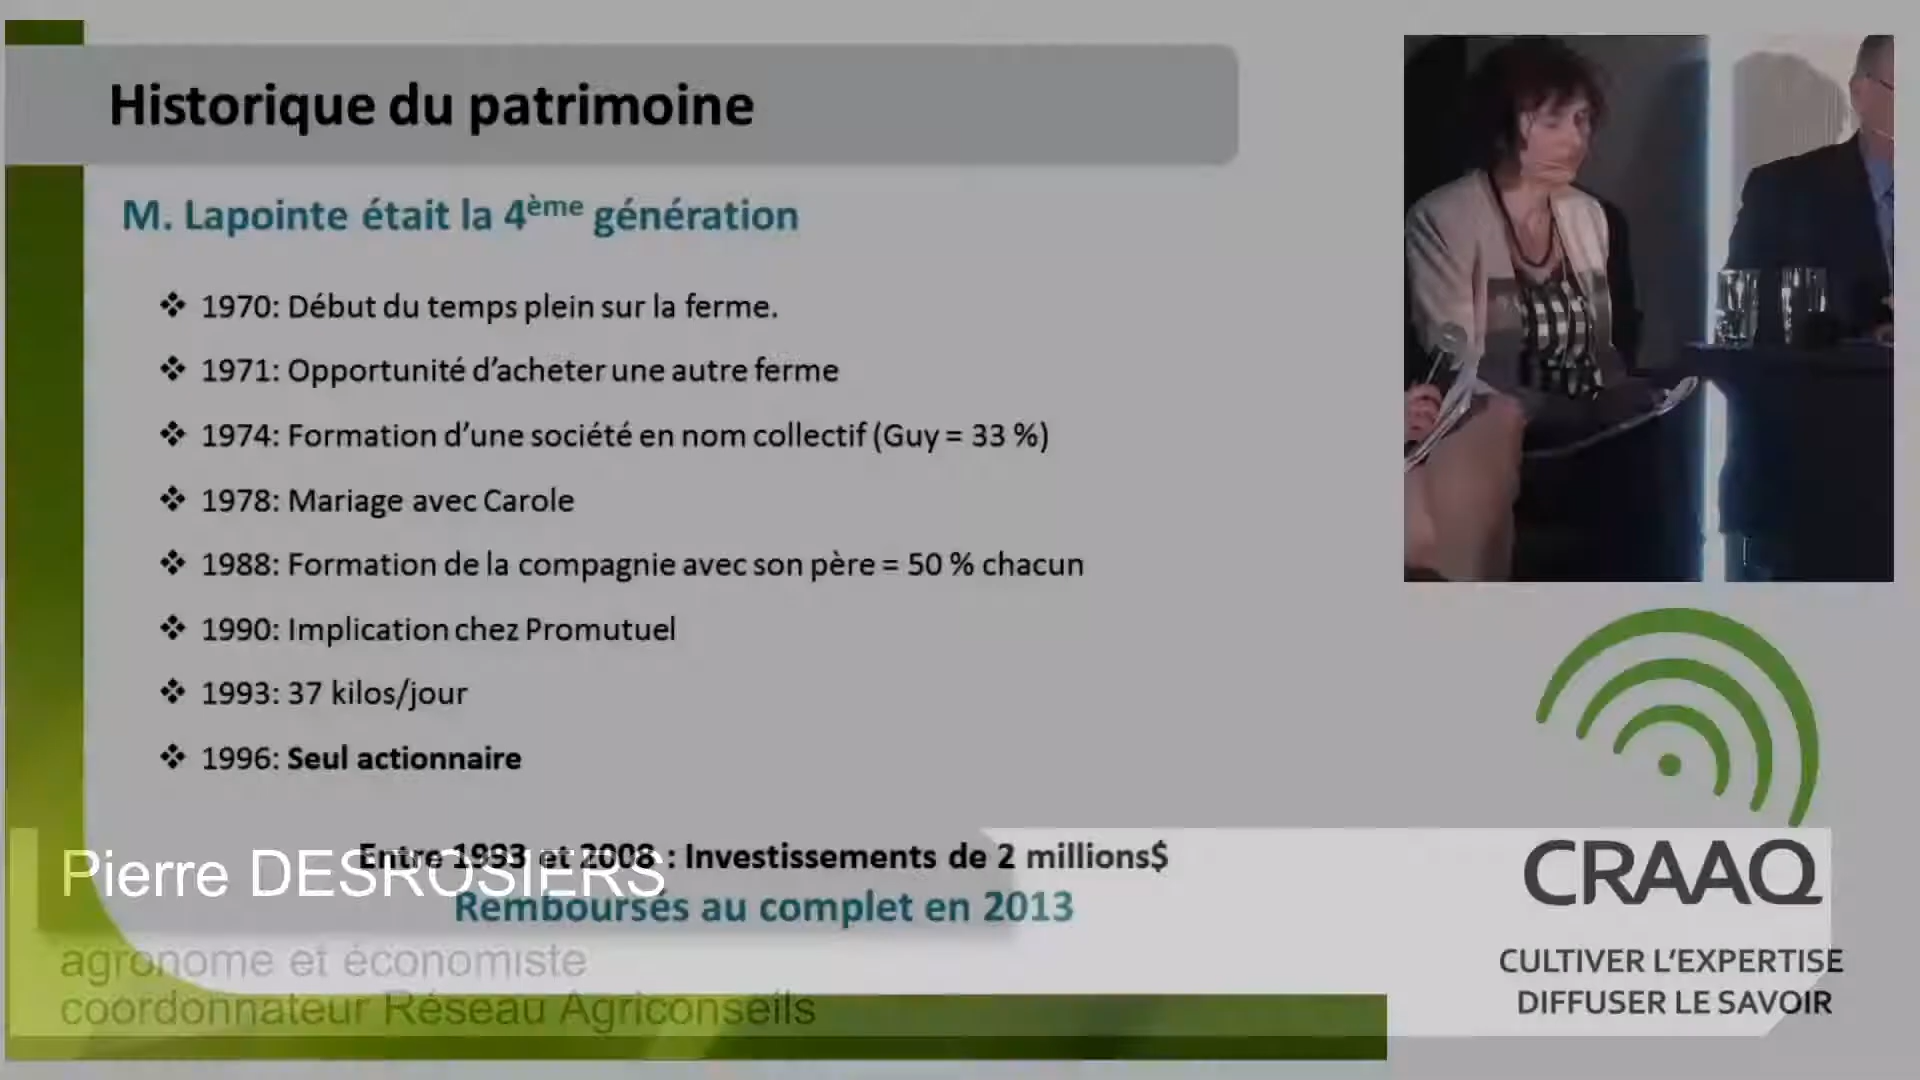 Historique du patrimoine
M. Lapointe était la 4ème génération
❖ 1970: Début du temps plein sur la ferme.
❖ 1971: Opportunité d'acheter une autre ferme
❖ 1974: Formation d'une société en nom collectif (Guy = 33 %)
❖ 1978: Mariage avec Carole
❖ 1988: Formation de la compagnie avec son père = 50 % chacun
❖ 1990: Implication chez Promutuel
❖ 1993: 37 kilos/jour
❖ 1996: Seul actionnaire
Entre 1993 et 2008 : Investissements de 2 millions$
Remboursés au complet en 2013
Pierre DESROSIERS
agronome et économiste
coordonnateur Réseau Agriconseils
CRAAQ
CULTIVER L'EXPERTISE
DIFFUSER LE SAVOIR